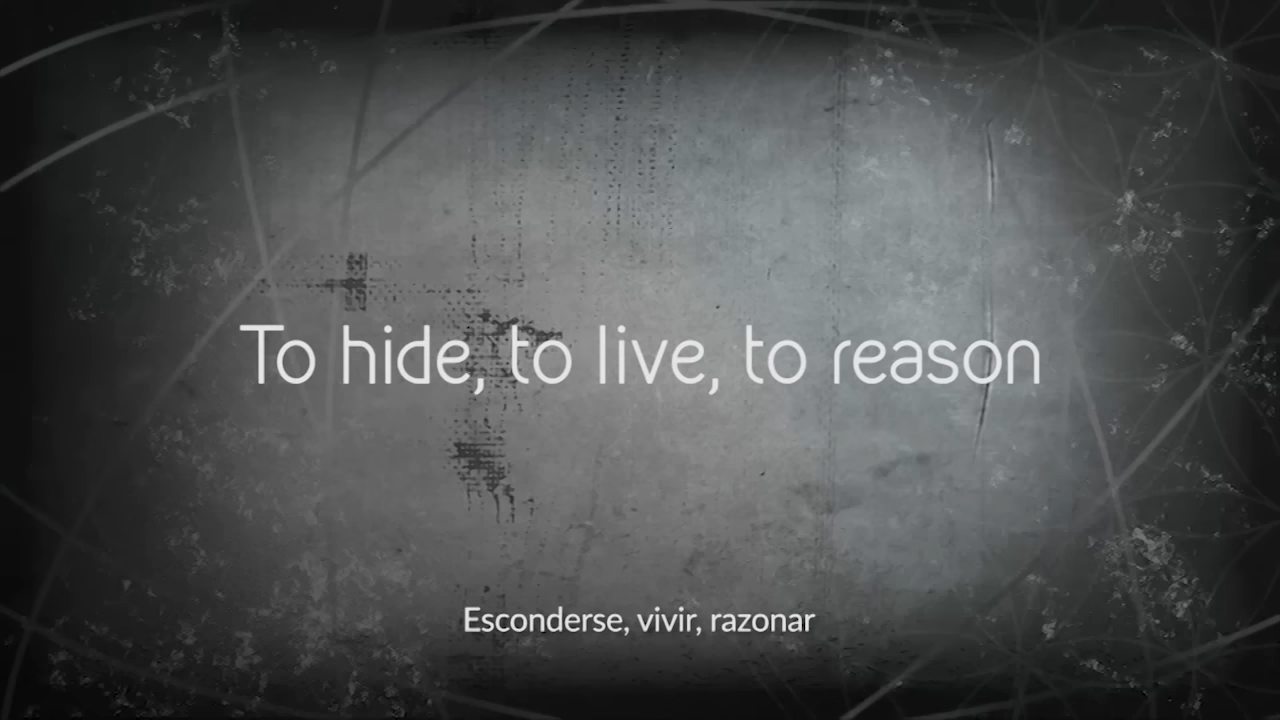 To hide, to live, to reason
Esconderse, vivir, razonar